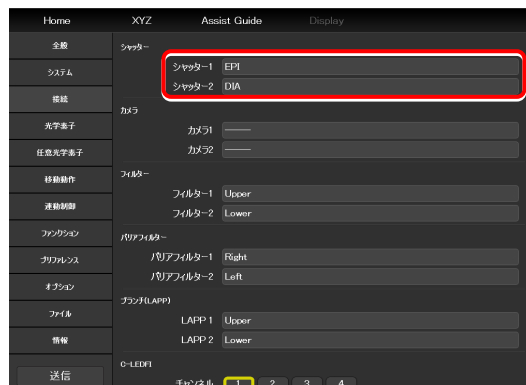 Home XYZ Assist Guide Display
全般
システム
接続
光学素子
任意光学素子
移動動作
連動制御
ファンクション
プリファレンス
オプション
ファイル
情報
送信
シャッター
シャッター1 EPI
シャッター2 DIA
カメラ
カメラ1 ——
カメラ2 ——
フィルター
フィルター1 Upper
フィルター2 Lower
バリアフィルター
バリアフィルター1 Right
バリアフィルター2 Left
ブランチ(LAPP)
LAPP 1 Upper
LAPP 2 Lower
C-LEDFI
チャンネル 1 2 3 4